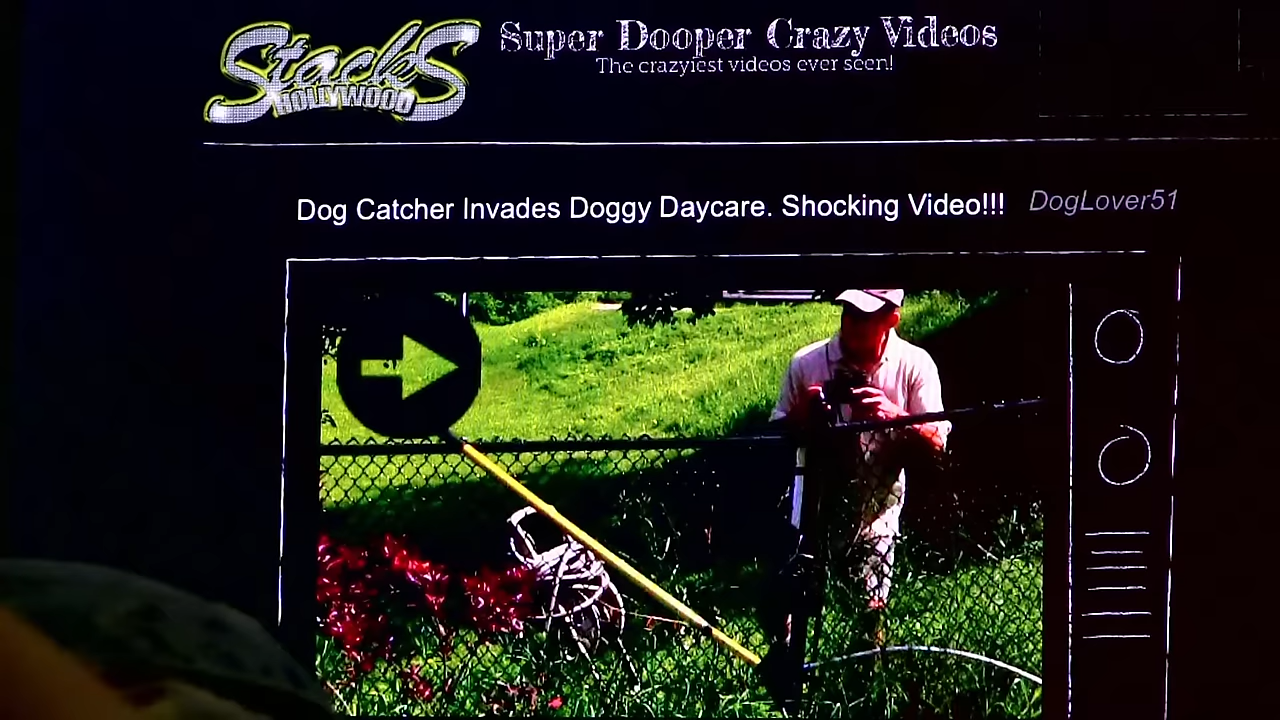 Stacks
HOLLYWOOD
Super Dooper Crazy Videos
The crazyiest videos ever seen!
Dog Catcher Invades Doggy Daycare. Shocking Video!!!
DogLover51